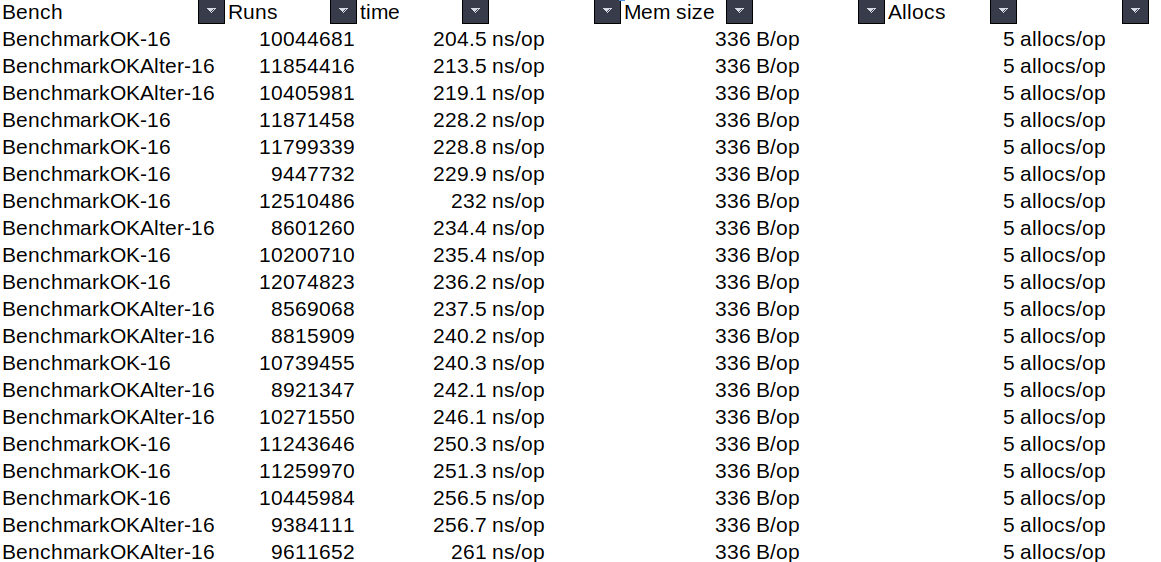 Bench Runs time Mem size Allocs
BenchmarkOK-16 10044681 204.5 ns/op 336 B/op 5 allocs/op
BenchmarkOKAlter-16 11854416 213.5 ns/op 336 B/op 5 allocs/op
BenchmarkOKAlter-16 10405981 219.1 ns/op 336 B/op 5 allocs/op
BenchmarkOK-16 11871458 228.2 ns/op 336 B/op 5 allocs/op
BenchmarkOK-16 11799339 228.8 ns/op 336 B/op 5 allocs/op
BenchmarkOK-16 9447732 229.9 ns/op 336 B/op 5 allocs/op
BenchmarkOK-16 12510486 232 ns/op 336 B/op 5 allocs/op
BenchmarkOKAlter-16 8601260 234.4 ns/op 336 B/op 5 allocs/op
BenchmarkOK-16 10200710 235.4 ns/op 336 B/op 5 allocs/op
BenchmarkOK-16 12074823 236.2 ns/op 336 B/op 5 allocs/op
BenchmarkOKAlter-16 8569068 237.5 ns/op 336 B/op 5 allocs/op
BenchmarkOKAlter-16 8815909 240.2 ns/op 336 B/op 5 allocs/op
BenchmarkOK-16 10739455 240.3 ns/op 336 B/op 5 allocs/op
BenchmarkOKAlter-16 8921347 242.1 ns/op 336 B/op 5 allocs/op
BenchmarkOKAlter-16 10271550 246.1 ns/op 336 B/op 5 allocs/op
BenchmarkOK-16 11243646 250.3 ns/op 336 B/op 5 allocs/op
BenchmarkOK-16 11259970 251.3 ns/op 336 B/op 5 allocs/op
BenchmarkOK-16 10445984 256.5 ns/op 336 B/op 5 allocs/op
BenchmarkOKAlter-16 9384111 256.7 ns/op 336 B/op 5 allocs/op
BenchmarkOKAlter-16 9611652 261 ns/op 336 B/op 5 allocs/op